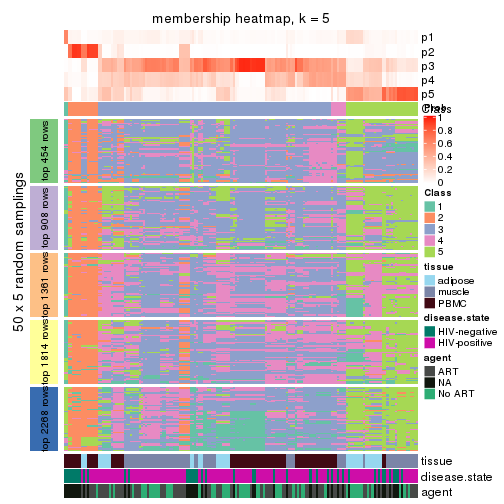 membership heatmap, k = 5
p1
p2
p3
p4
p5
Prob
Class
1
0.8
0.6
0.4
0.2
0
Class
1
2
3
4
5
tissue
adipose
muscle
PBMC
disease.state
HIV-negative
HIV-positive
agent
ART
NA
No ART
50 x 5 random samplings
top 454 rows
top 908 rows
top 1361 rows
top 1814 rows
top 2268 rows
tissue
disease.state
agent